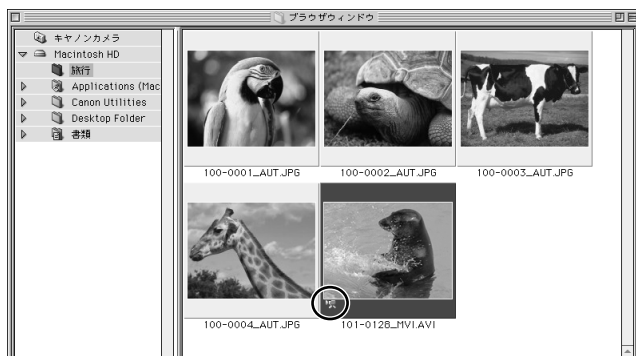 ブラウザウィンドウ
キヤノンカメラ
Macintosh HD
旅行
Applications (Mac
Canon Utilities
Desktop Folder
書類
100-0001_AUT.JPG
100-0002_AUT.JPG
100-0003_AUT.JPG
100-0004_AUT.JPG
101-0126_MVI.AVI